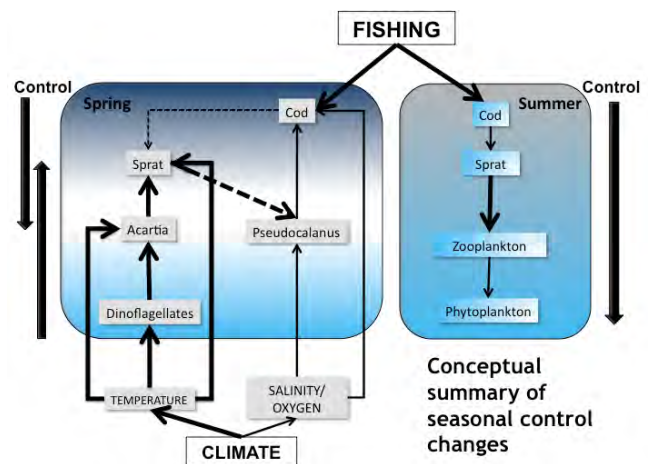 FISHING
Control
Spring
Cod
Sprat
Acartia
Pseudocalanus
Dinoflagellates
TEMPERATURE
SALINITY/
OXYGEN
CLIMATE
Control
Summer
Cod
Sprat
Zooplankton
Phytoplankton
Conceptual
summary of
seasonal control
changes